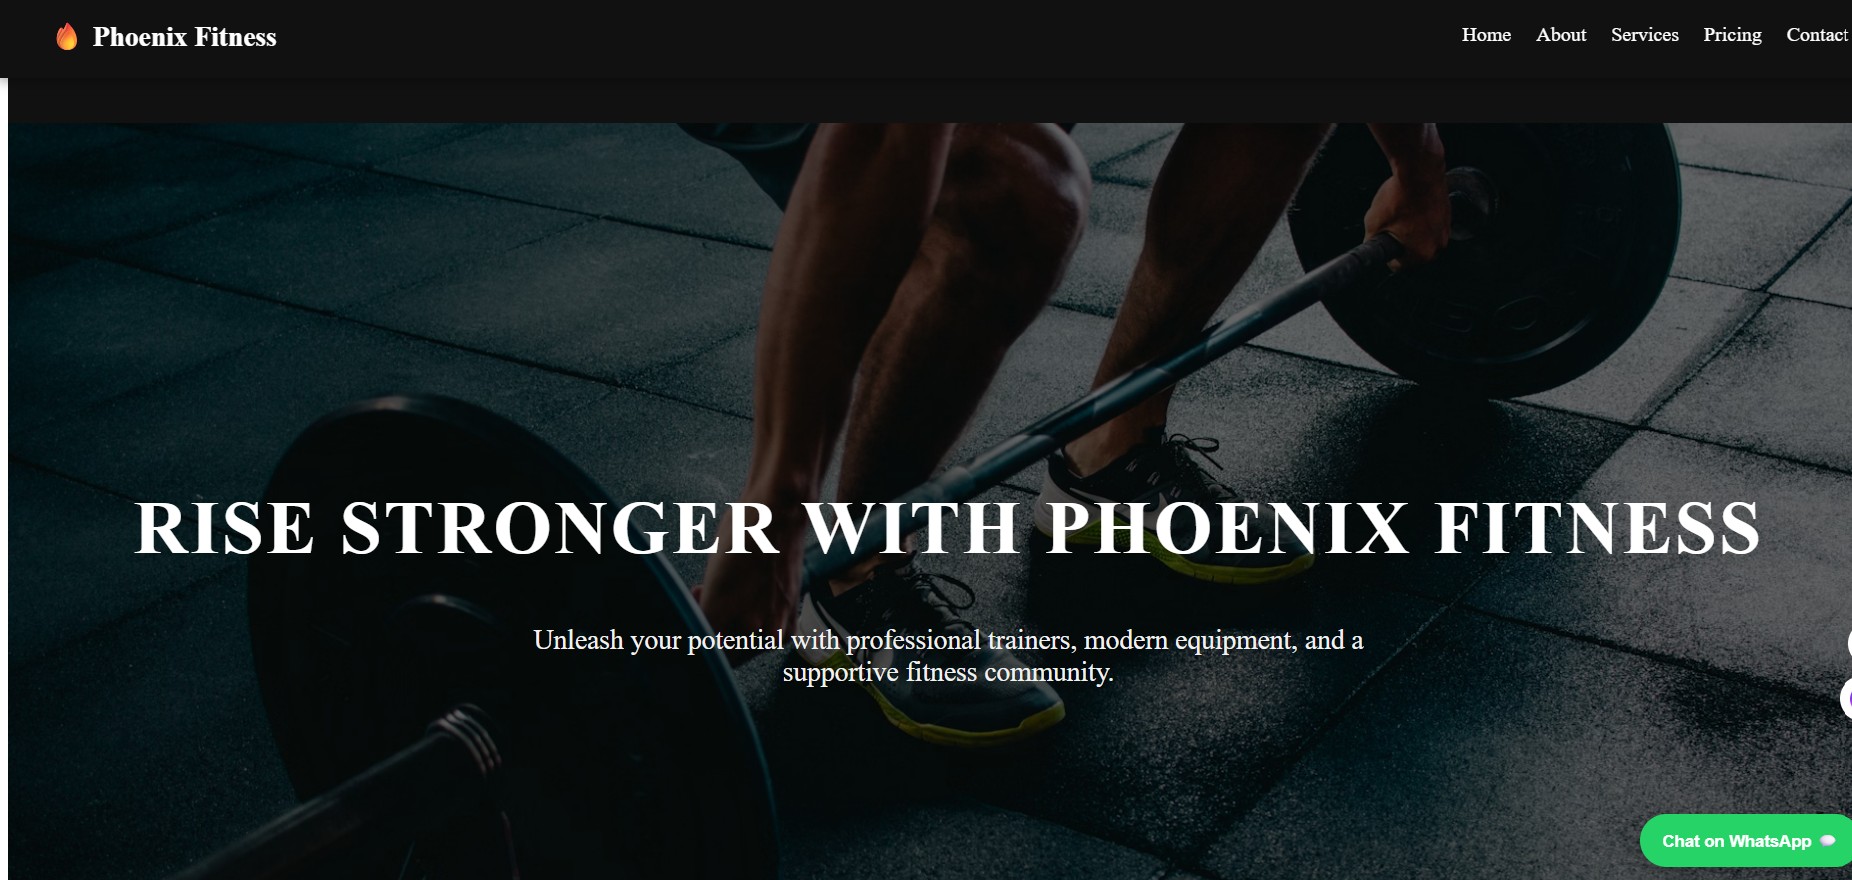 Phoenix Fitness
Home About Services Pricing Contact
RISE STRONGER WITH PHOENIX FITNESS
Unleash your potential with professional trainers, modern equipment, and a
supportive fitness community.
Chat on WhatsApp